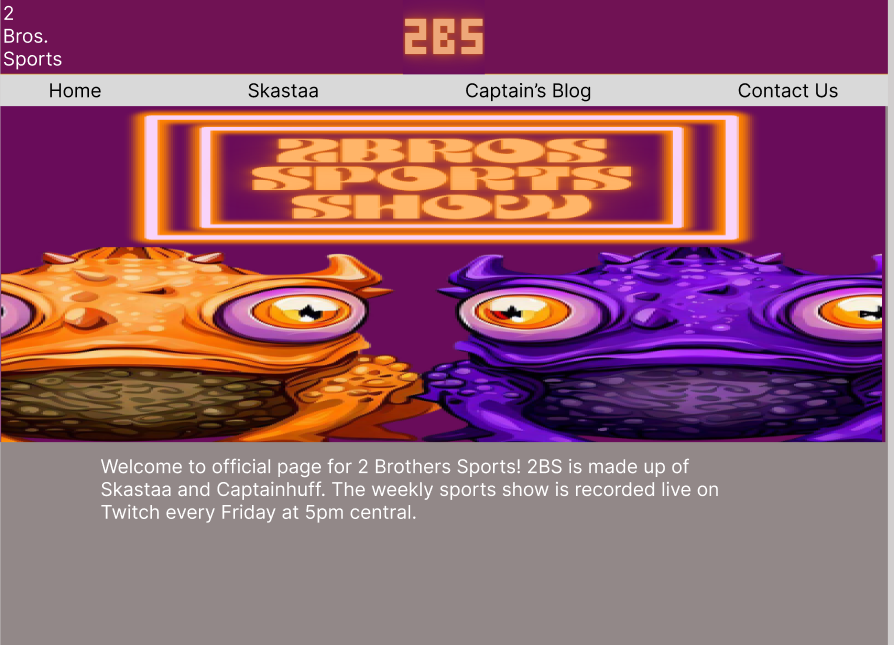 2
Bros.
Sports
2BS
Home Skastaa Captain’s Blog Contact Us
2BROS
SPORTS
SHOW
Welcome to official page for 2 Brothers Sports! 2BS is made up of
Skastaa and Captainhuff. The weekly sports show is recorded live on
Twitch every Friday at 5pm central.